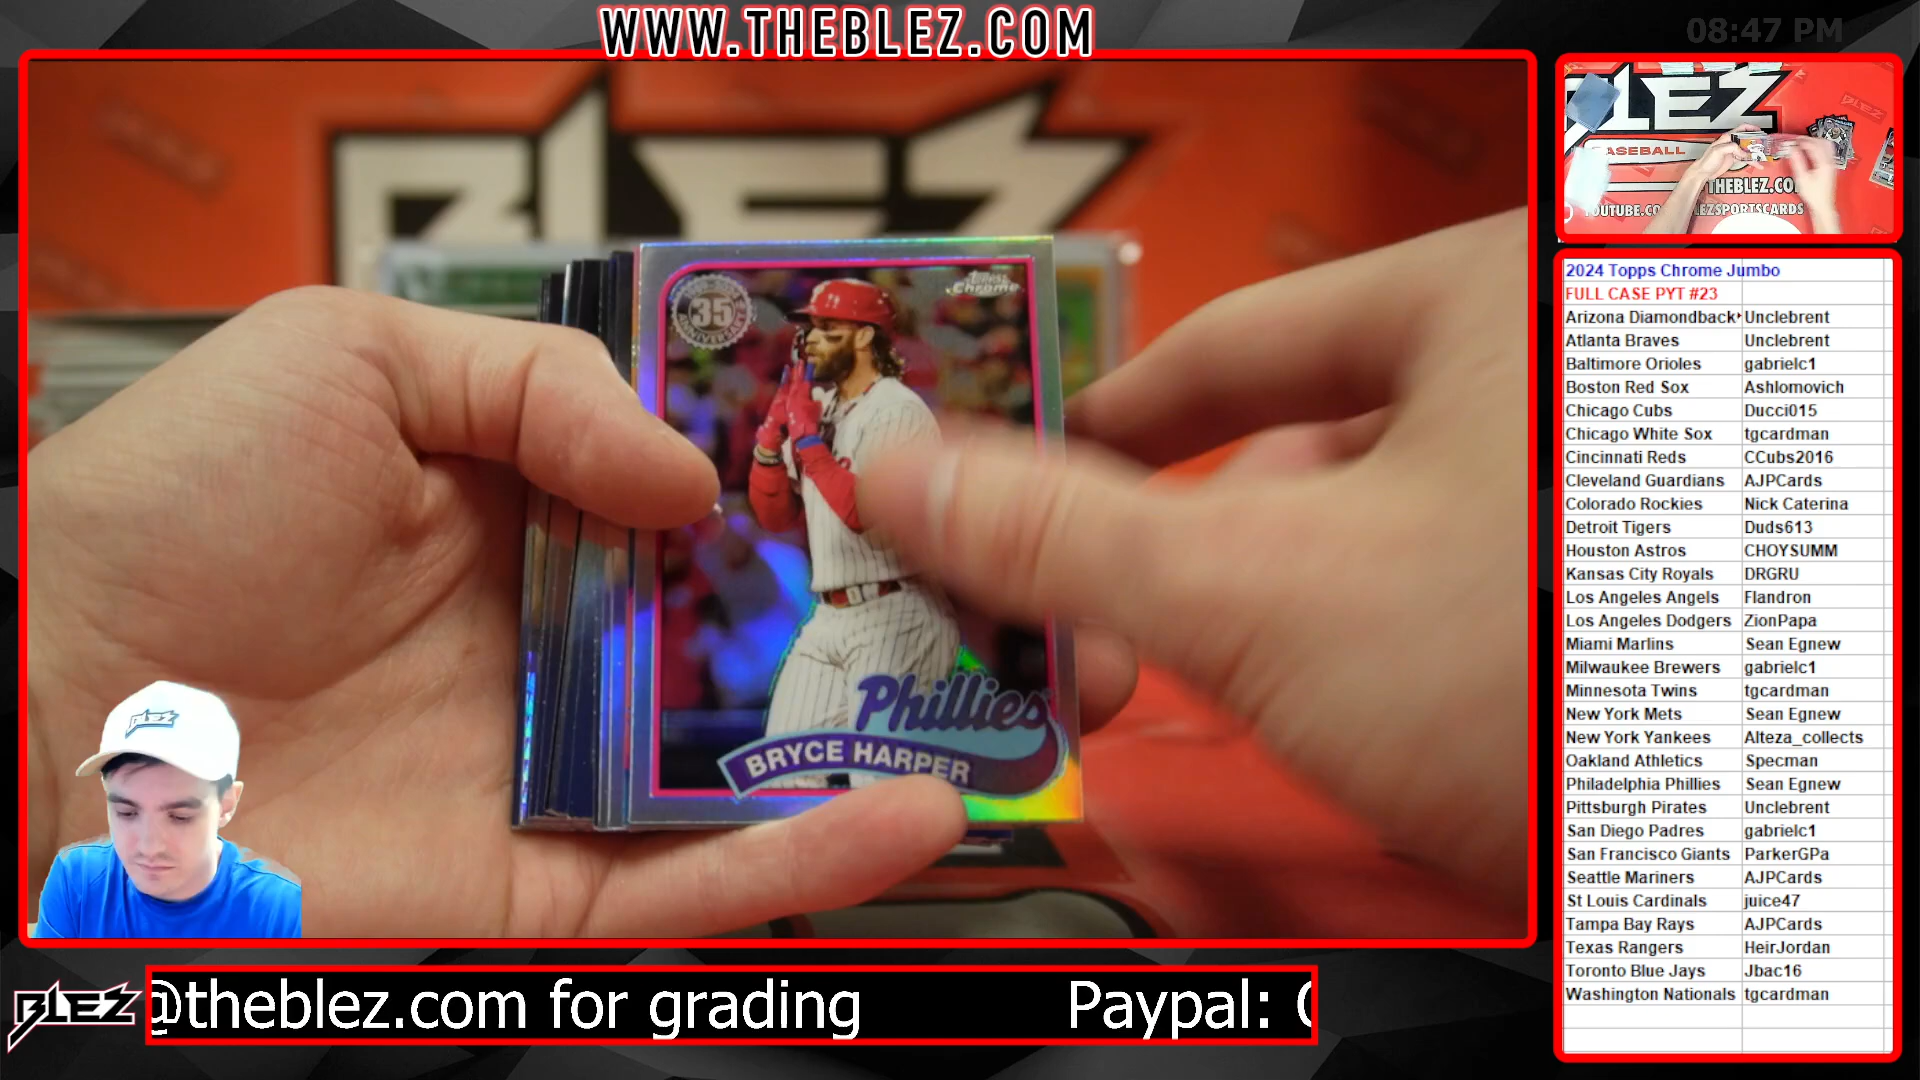 WWW.THEBLEZ.COM
08:47 PM
BLEZ
35
ANNIVERSARY
Topps
Chrome
Phillies
BRYCE HARPER
BLEZ
BLEZ
BASEBALL
THEBLEZ.CO
YOUTUBE.CO LEZSPORTSCARDS
2024 Topps Chrome Jumbo
FULL CASE PYT #23
Arizona Diamondback Unclebrent
Atlanta Braves Unclebrent
Baltimore Orioles gabrielc1
Boston Red Sox Ashlomovich
Chicago Cubs Ducci015
Chicago White Sox tgcardman
Cincinnati Reds CCubs2016
Cleveland Guardians AJPCards
Colorado Rockies Nick Caterina
Detroit Tigers Duds613
Houston Astros CHOYSUMM
Kansas City Royals DRGRU
Los Angeles Angels Flandron
Los Angeles Dodgers ZionPapa
Miami Marlins Sean Egnew
Milwaukee Brewers gabrielc1
Minnesota Twins tgcardman
New York Mets Sean Egnew
New York Yankees Alteza_collects
Oakland Athletics Specman
Philadelphia Phillies Sean Egnew
Pittsburgh Pirates Unclebrent
San Diego Padres gabrielc1
San Francisco Giants ParkerGPa
Seattle Mariners AJPCards
St Louis Cardinals juice47
Tampa Bay Rays AJPCards
Texas Rangers HeirJordan
Toronto Blue Jays Jbac16
Washington Nationals tgcardman
BLEZ
BLEZ
@theblez.com for grading Paypal: